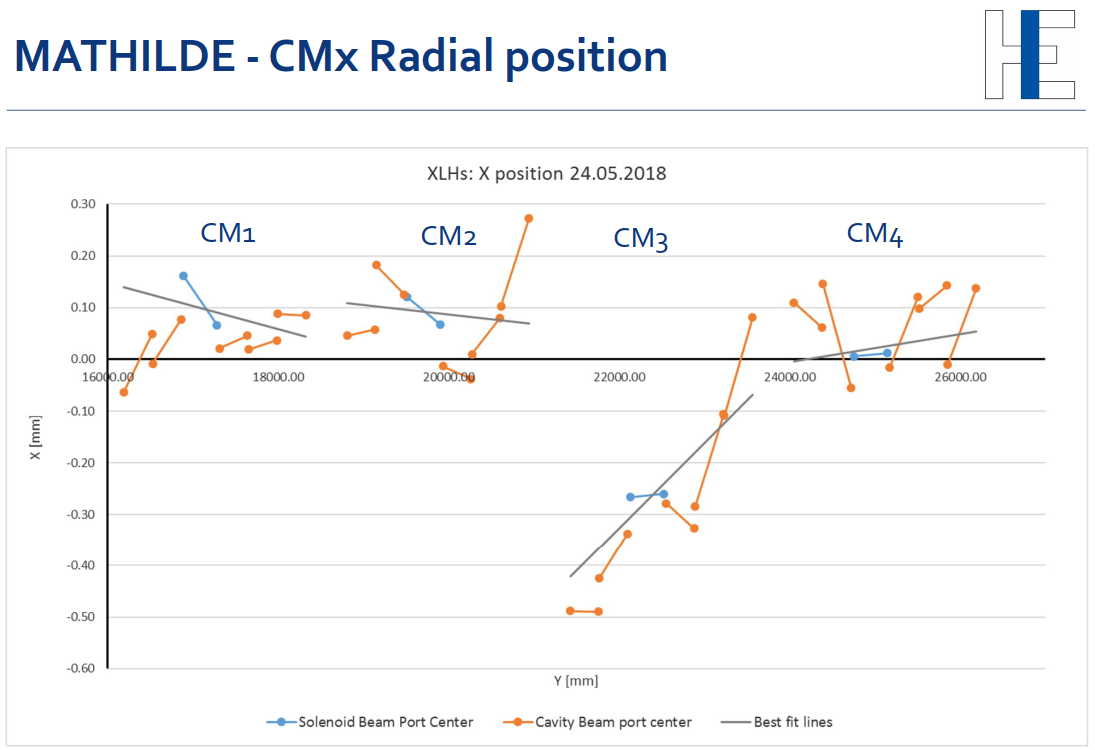 MATHILDE - CMx Radial position
HIE
XLHs: X position 24.05.2018
CM1
CM2
CM3
CM4
0.30
0.20
0.10
0.00
-0.10
-0.20
-0.30
-0.40
-0.50
-0.60
16000.00 18000.00 20000.00 22000.00 24000.00 26000.00
X [mm]
Y [mm]
Solenoid Beam Port Center Cavity Beam port center Best fit lines